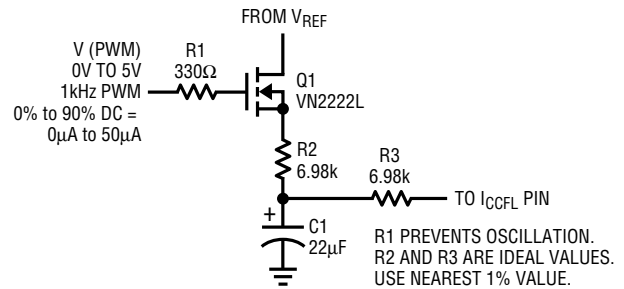 FROM VREF
V (PWM)
0V TO 5V
1kHz PWM
0% to 90% DC =
0µA to 50µA
R1
330Ω
Q1
VN2222L
R2
6.98k
R3
6.98k
TO ICCFL PIN
+
C1
22µF
R1 PREVENTS OSCILLATION.
R2 AND R3 ARE IDEAL VALUES.
USE NEAREST 1% VALUE.